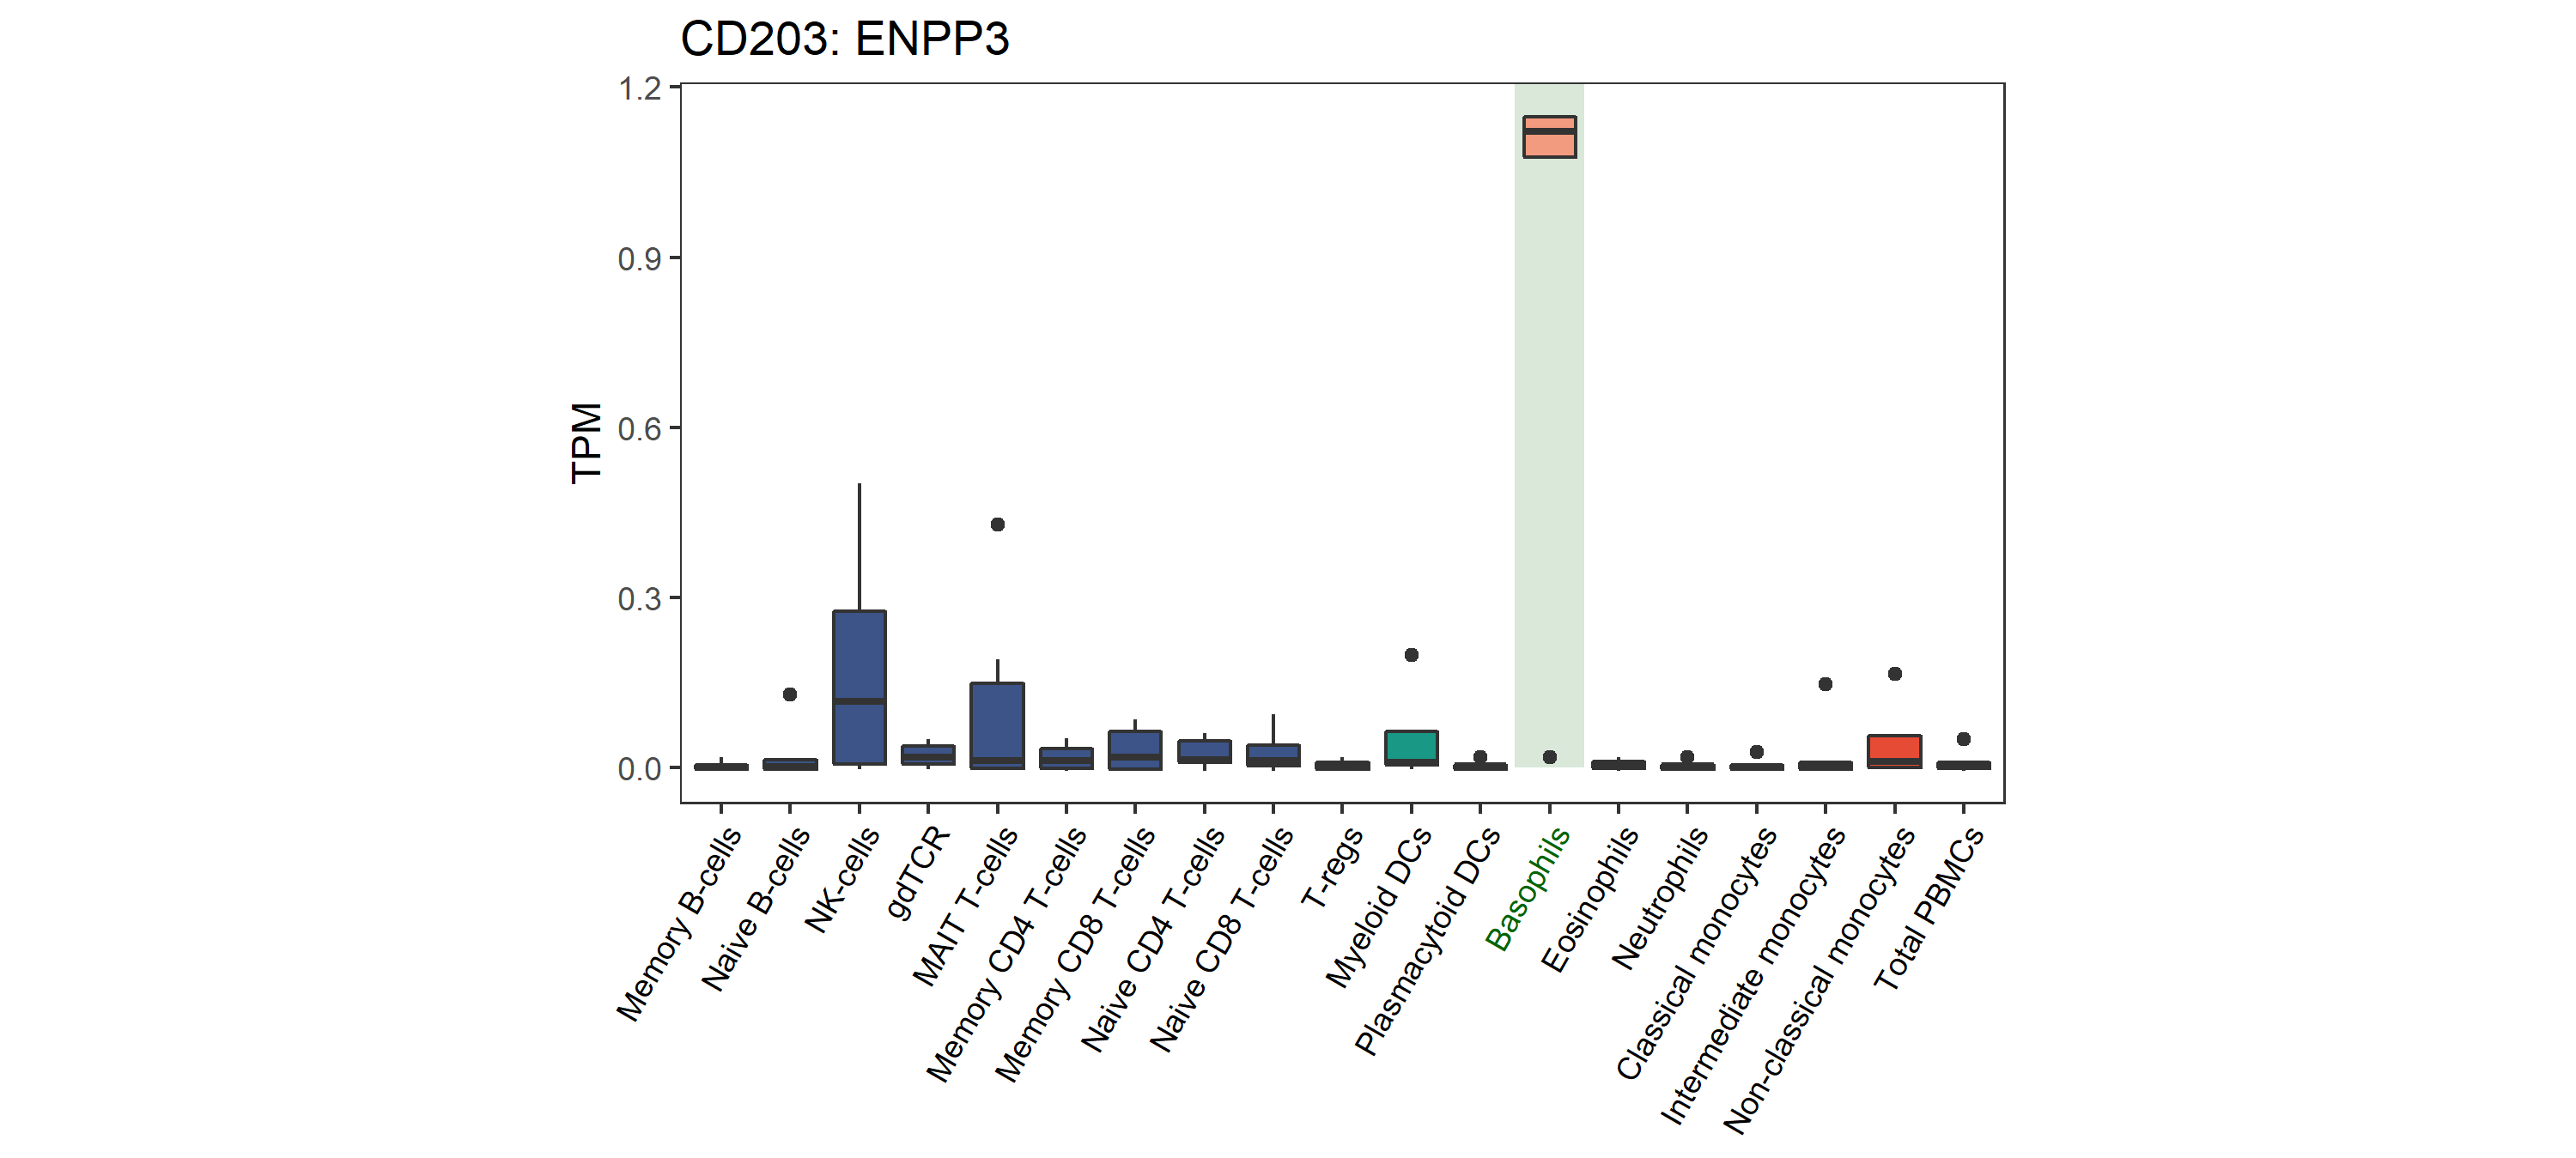 CD203: ENPP3
1.2
0.9
0.6
0.3
0.0
TPM
Memory B-cells
Naive B-cells
NK-cells
gdTCR
MAIT T-cells
Memory CD4 T-cells
Memory CD8 T-cells
Naive CD4 T-cells
Naive CD8 T-cells
T-regs
Myeloid DCs
Plasmacytoid DCs
Basophils
Eosinophils
Neutrophils
Classical monocytes
Intermediate monocytes
Non-classical monocytes
Total PBMCs